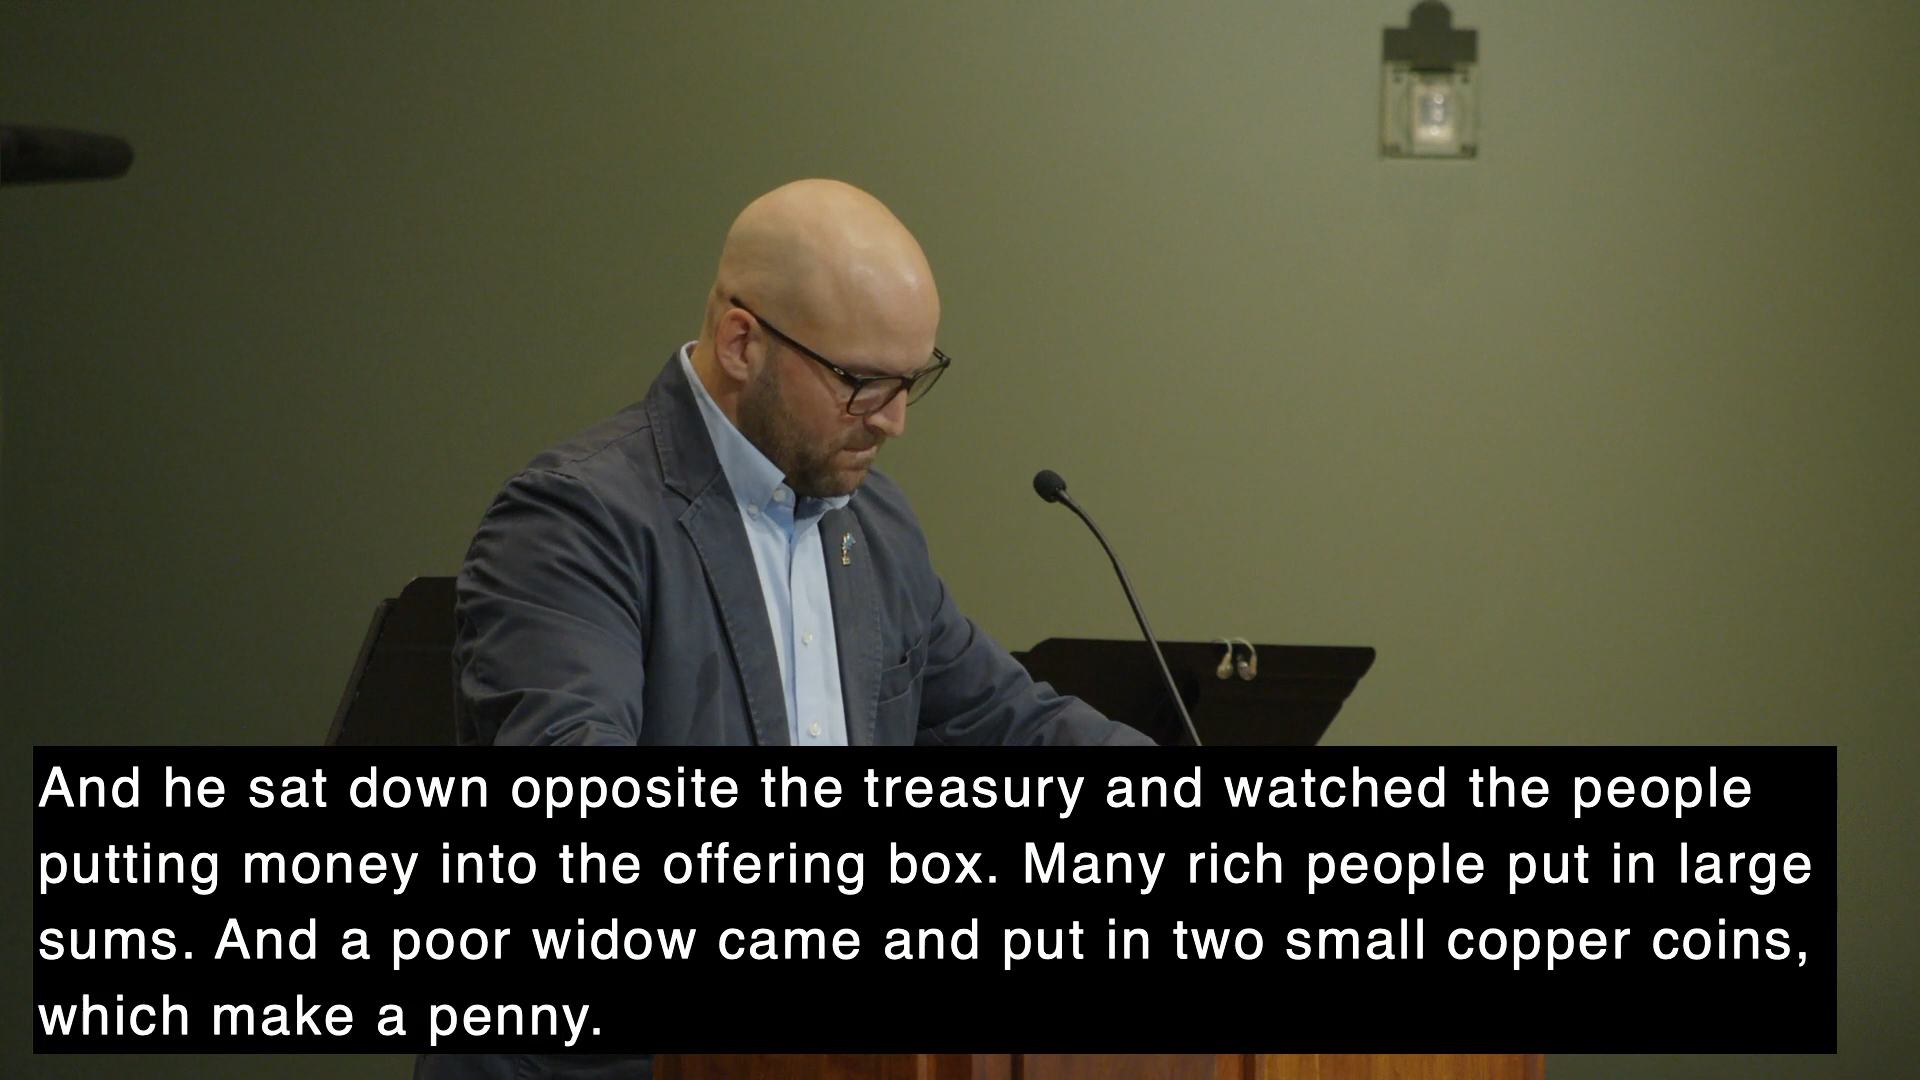 And he sat down opposite the treasury and watched the people
putting money into the offering box. Many rich people put in large
sums. And a poor widow came and put in two small copper coins,
which make a penny.